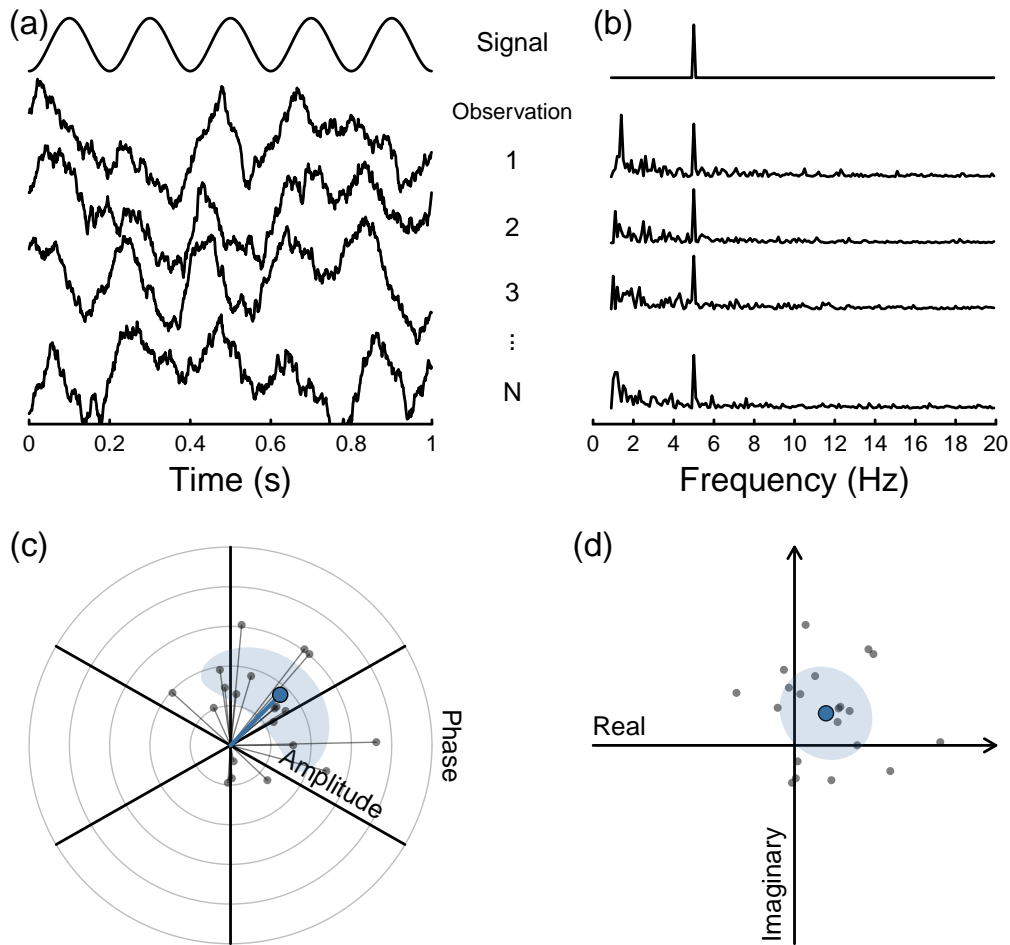 (a)
Signal
(b)
Observation
1
2
3
...
N
0 0.2 0.4 0.6 0.8 1
Time (s)
0 2 4 6 8 10 12 14 16 18 20
Frequency (Hz)
(c)
Amplitude
Phase
(d)
Real
Imaginary